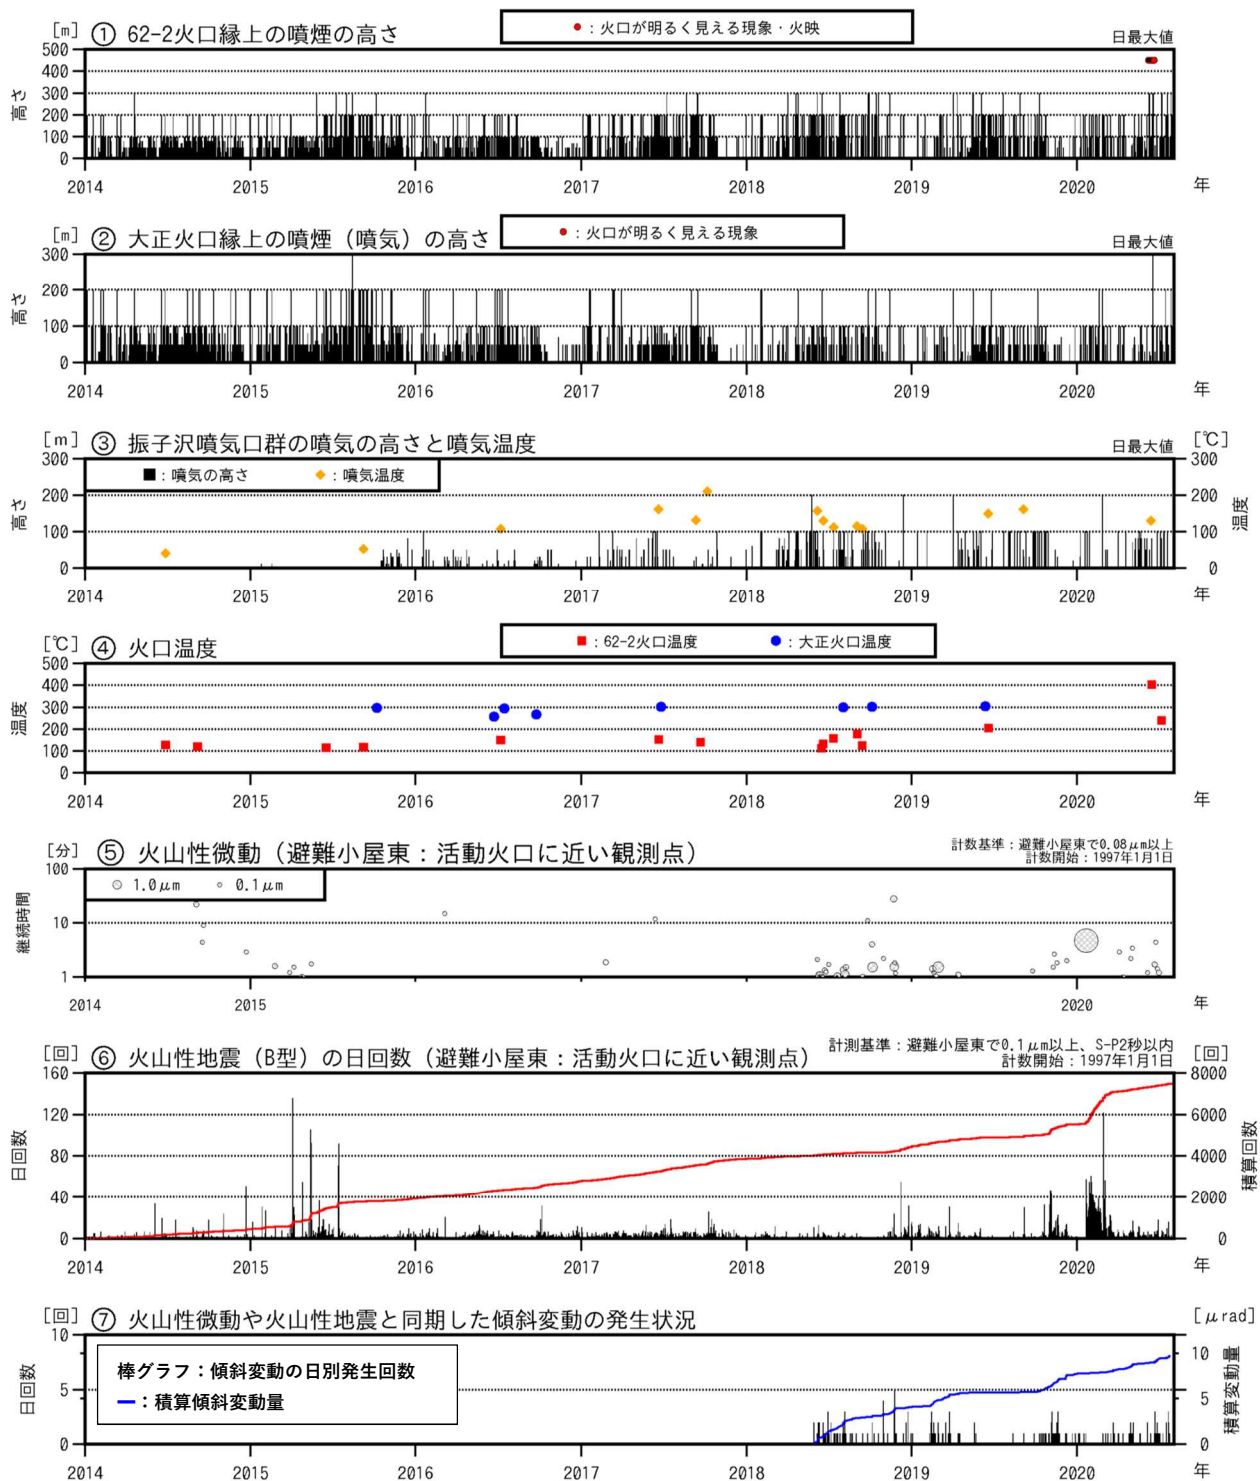 [m] ① 62-2火口縁上の噴煙の高さ
●：火口が明るく見える現象・火映
日最大値
500
400
300
200
100
0
高さ
2014 2015 2016 2017 2018 2019 2020 年
[m] ② 大正火口縁上の噴煙（噴気）の高さ
●：火口が明るく見える現象
日最大値
300
200
100
0
高さ
2014 2015 2016 2017 2018 2019 2020 年
[m] ③ 振子沢噴気口群の噴気の高さと噴気温度
日最大値 [℃]
■：噴気の高さ ◆：噴気温度
300
200
100
0
高さ
300
200
100
0
温度
2014 2015 2016 2017 2018 2019 2020 年
[℃] ④ 火口温度
■：62-2火口温度 ●：大正火口温度
500
400
300
200
100
0
温度
2014 2015 2016 2017 2018 2019 2020 年
[分] ⑤ 火山性微動（避難小屋東：活動火口に近い観測点）
計数基準：避難小屋東で0.08μm以上
計数開始：1997年1月1日
1.0μm 0.1μm
100
10
1
継続時間
2014 2015 2020 年
[回] ⑥ 火山性地震（B型）の日回数（避難小屋東：活動火口に近い観測点）
計測基準：避難小屋東で0.1μm以上、S-P2秒以内
計数開始：1997年1月1日
[回]
160
120
80
40
0
日回数
8000
6000
4000
2000
0
積算回数
2014 2015 2016 2017 2018 2019 2020 年
[回] ⑦ 火山性微動や火山性地震と同期した傾斜変動の発生状況
[μrad]
棒グラフ：傾斜変動の日別発生回数
━：積算傾斜変動量
10
5
0
日回数
10
5
0
積算変動量
2014 2015 2016 2017 2018 2019 2020 年